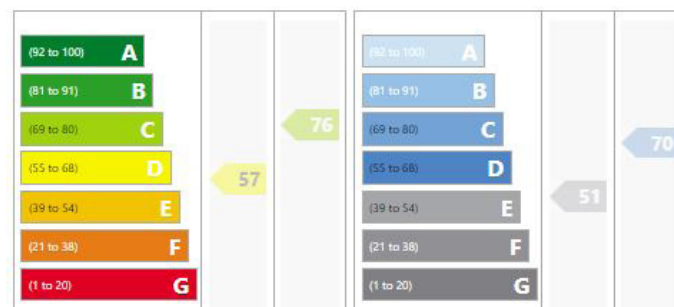 (92 to 100) A
(81 to 91) B
(69 to 80) C
76
(55 to 68) D
57
(39 to 54) E
(21 to 38) F
(1 to 20) G
(92 to 100) A
(81 to 91) B
(69 to 80) C
70
(55 to 68) D
(39 to 54) E
51
(21 to 38) F
(1 to 20) G